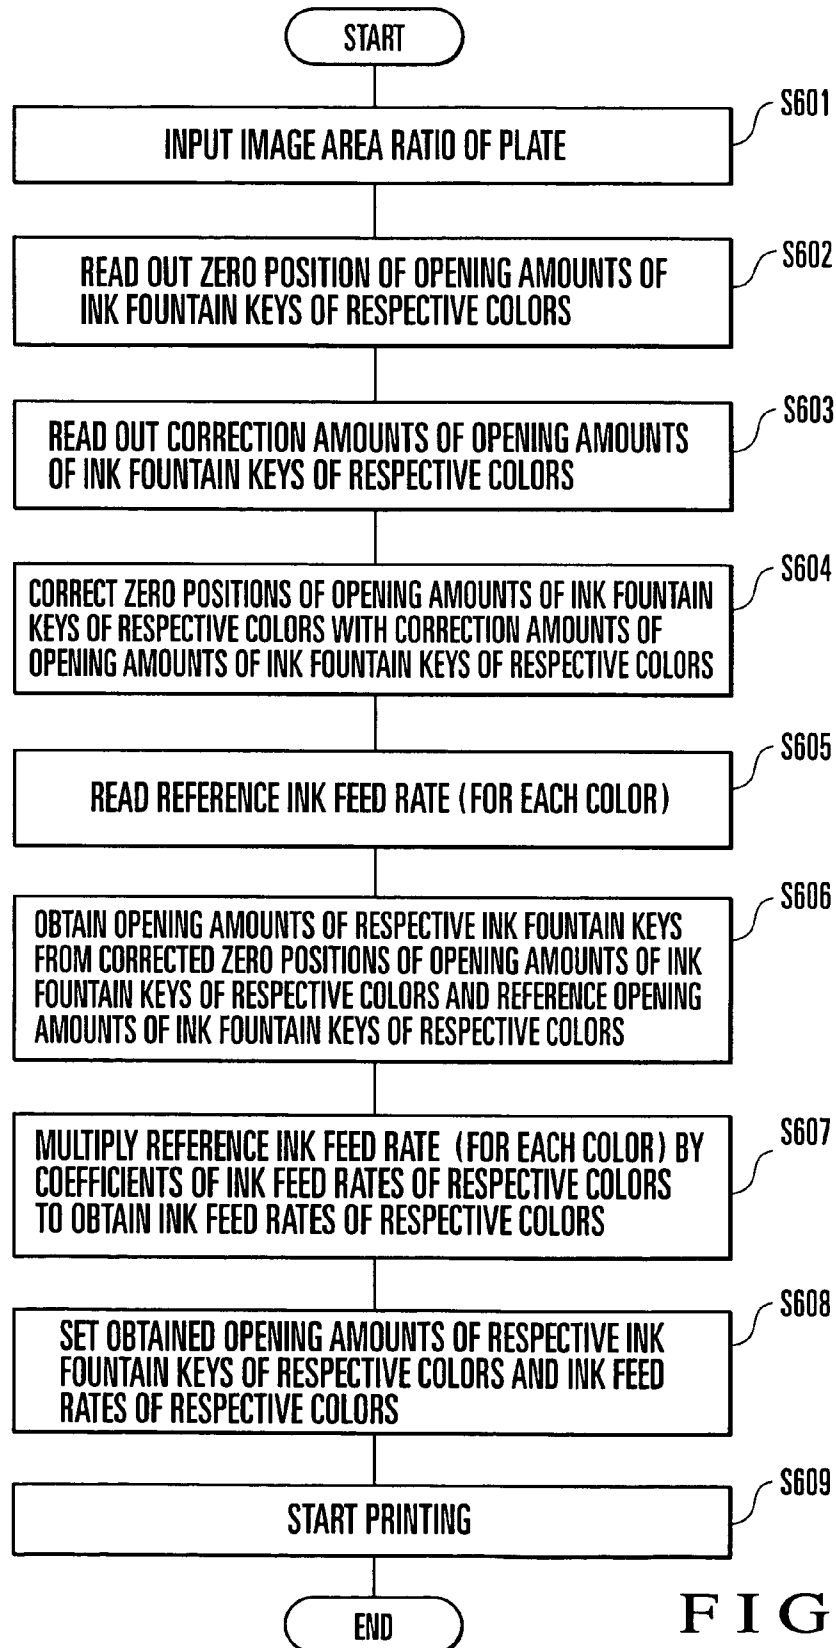 START
S601
INPUT IMAGE AREA RATIO OF PLATE
S602
READ OUT ZERO POSITION OF OPENING AMOUNTS OF
INK FOUNTAIN KEYS OF RESPECTIVE COLORS
S603
READ OUT CORRECTION AMOUNTS OF OPENING AMOUNTS
OF INK FOUNTAIN KEYS OF RESPECTIVE COLORS
S604
CORRECT ZERO POSITIONS OF OPENING AMOUNTS OF INK FOUNTAIN
KEYS OF RESPECTIVE COLORS WITH CORRECTION AMOUNTS OF
OPENING AMOUNTS OF INK FOUNTAIN KEYS OF RESPECTIVE COLORS
S605
READ REFERENCE INK FEED RATE (FOR EACH COLOR)
S606
OBTAIN OPENING AMOUNTS OF RESPECTIVE INK FOUNTAIN KEYS
FROM CORRECTED ZERO POSITIONS OF OPENING AMOUNTS OF INK
FOUNTAIN KEYS OF RESPECTIVE COLORS AND REFERENCE OPENING
AMOUNTS OF INK FOUNTAIN KEYS OF RESPECTIVE COLORS
S607
MULTIPLY REFERENCE INK FEED RATE (FOR EACH COLOR) BY
COEFFICIENTS OF INK FEED RATES OF RESPECTIVE COLORS
TO OBTAIN INK FEED RATES OF RESPECTIVE COLORS
S608
SET OBTAINED OPENING AMOUNTS OF RESPECTIVE INK
FOUNTAIN KEYS OF RESPECTIVE COLORS AND INK FEED
RATES OF RESPECTIVE COLORS
S609
START PRINTING
END
FIG